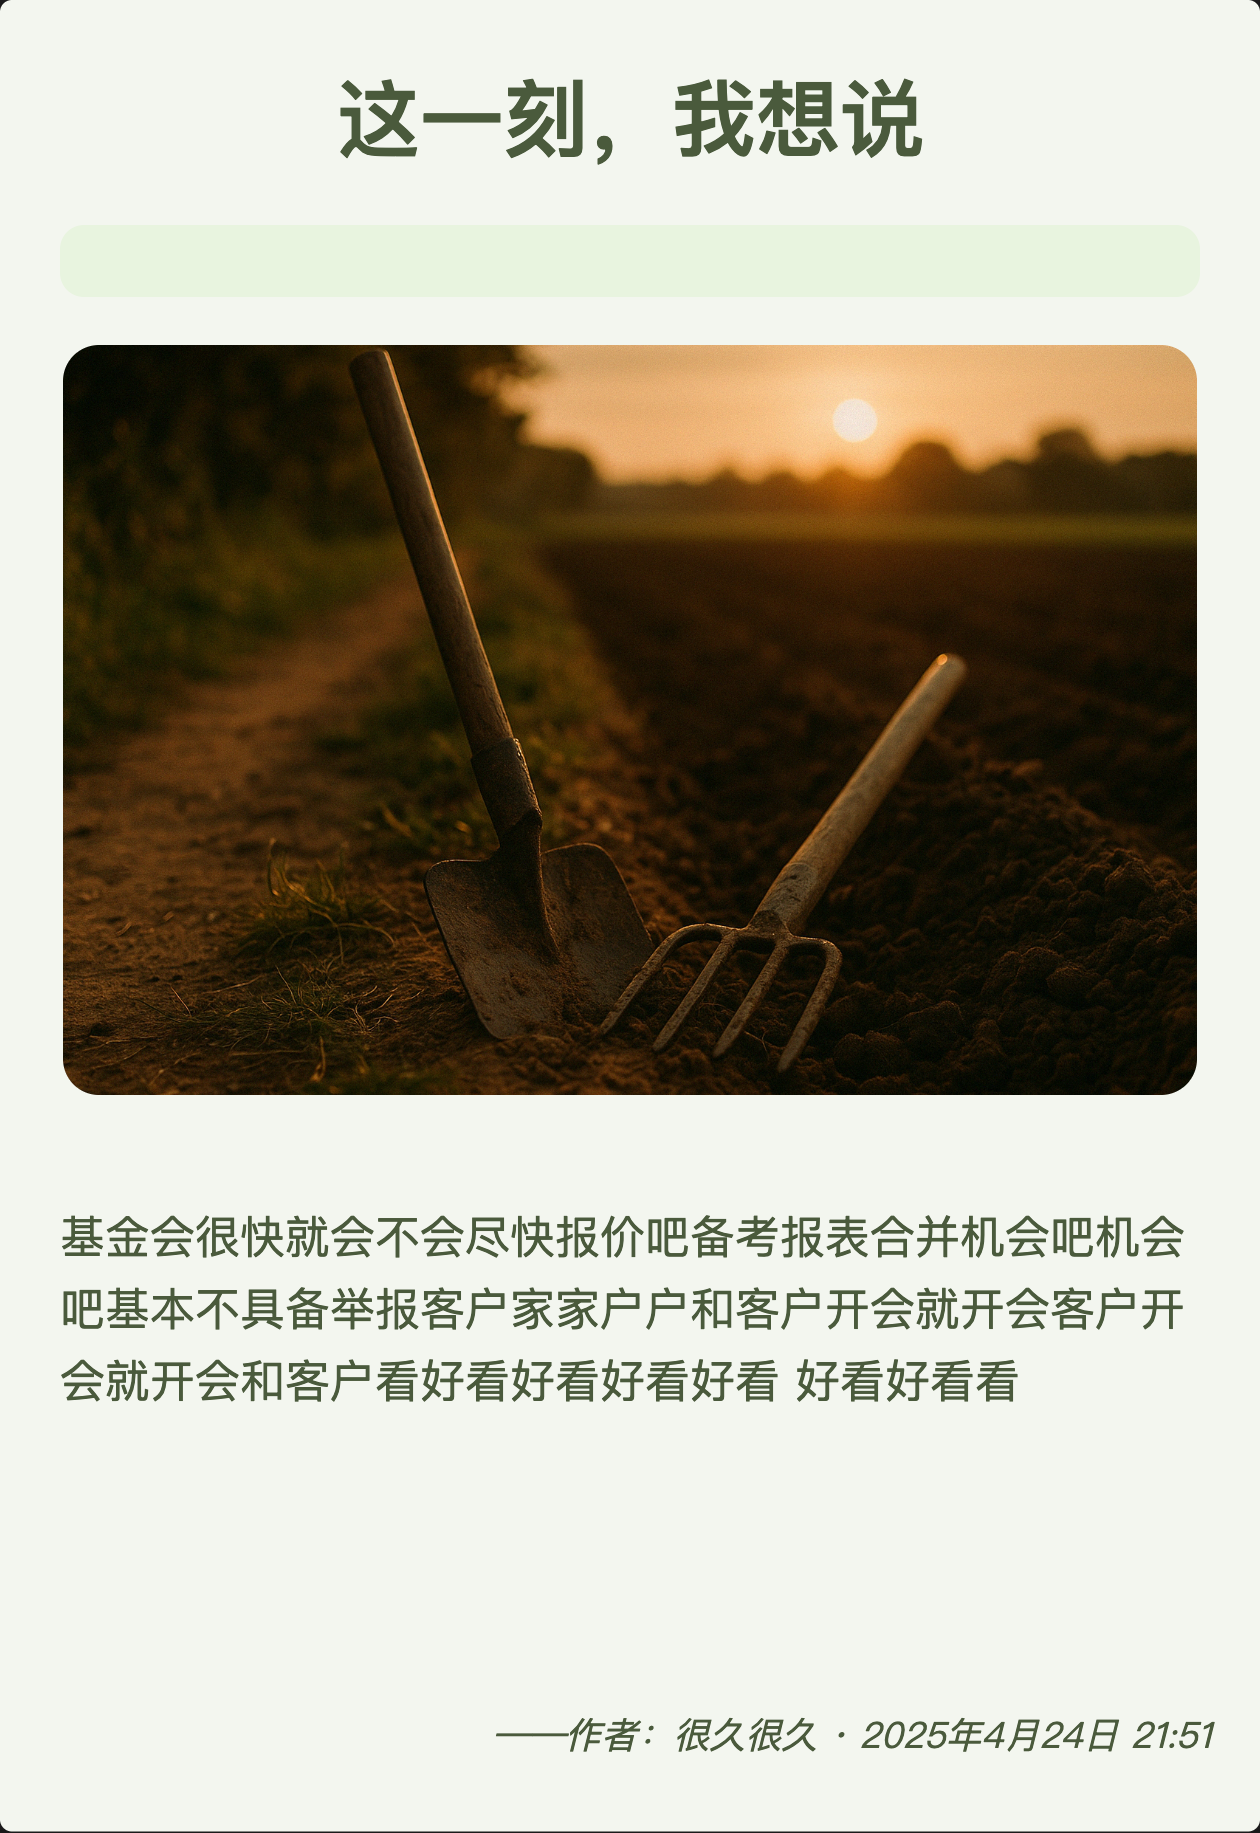 这一刻，我想说
基金会很快就会不会尽快报价吧备考报表合并机会吧机会
吧基本不具备举报客户家家户户和客户开会就开会客户开
会就开会和客户看好看好看好看好看 好看好看看
——作者：很久很久 · 2025年4月24日 21:51